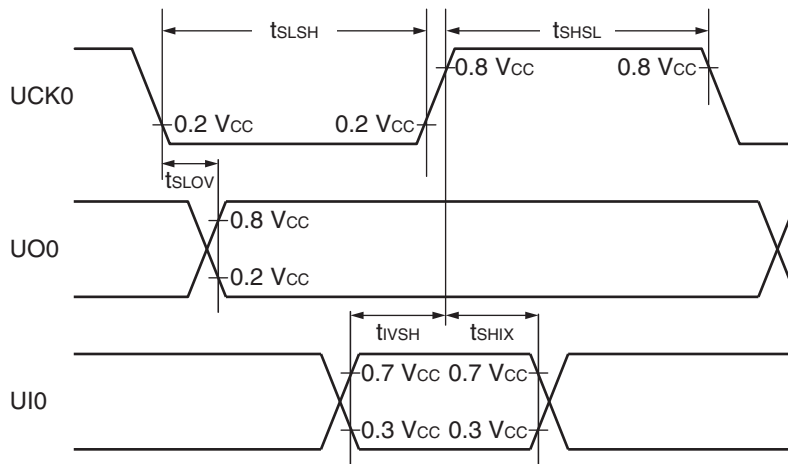 tSLSH tSHSL
UCK0 0.8 VCC 0.8 VCC
0.2 VCC 0.2 VCC
tSLOV
UO0 0.8 VCC
0.2 VCC
tIVSH tSHIX
UI0 0.7 VCC 0.7 VCC
0.3 VCC 0.3 VCC